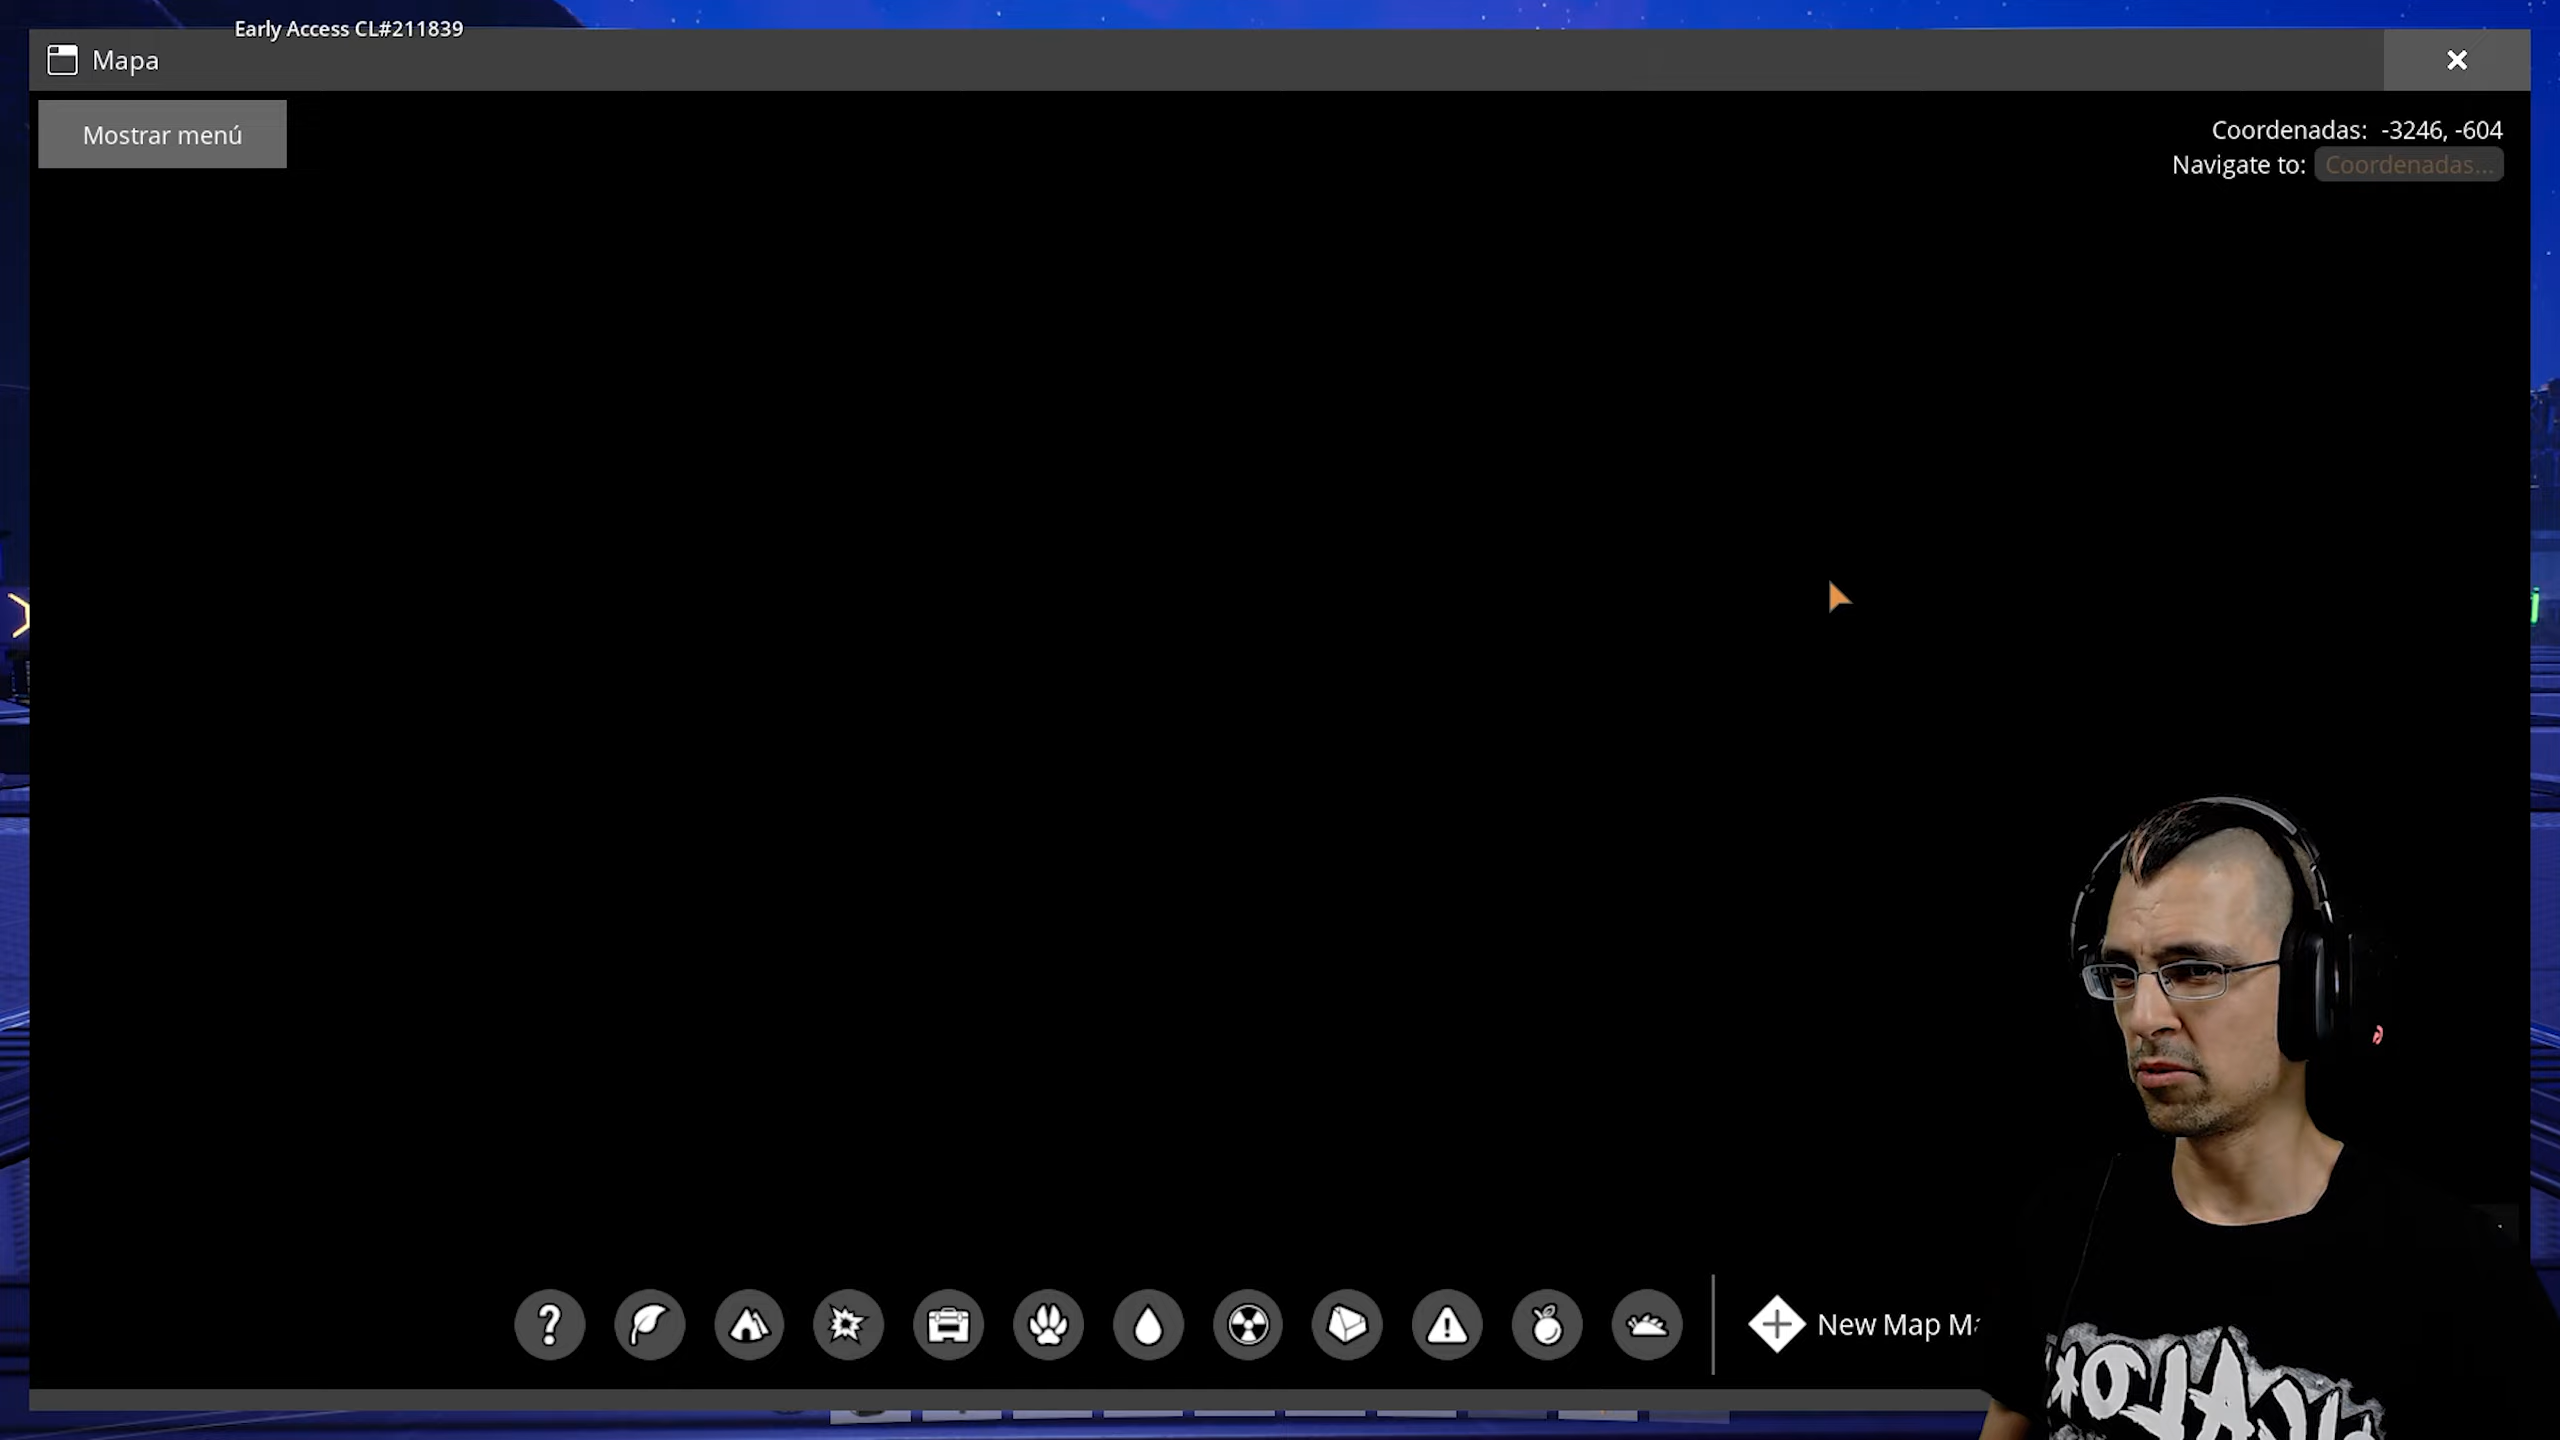 Early Access CL#211839
Mapa
Mostrar menú
Coordenadas: -3246, -604
Navigate to: Coordenadas...
New Map